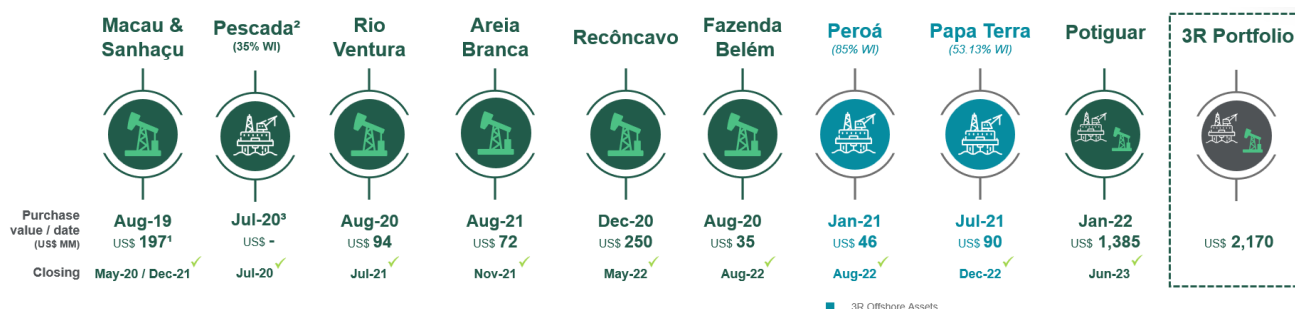 Macau &
Sanhaçu
Pescada²
(35% WI)
Rio
Ventura
Areia
Branca
Recôncavo
Fazenda
Belém
Peroá
(85% WI)
Papa Terra
(53.13% WI)
Potiguar
3R Portfolio
Purchase
value / date
(US$ MM)
Aug-19
US$ 197¹
Jul-20³
US$ -
Aug-20
US$ 94
Aug-21
US$ 72
Dec-20
US$ 250
Aug-20
US$ 35
Jan-21
US$ 46
Jul-21
US$ 90
Jan-22
US$ 1,385
US$ 2,170
Closing
May-20 / Dec-21
Jul-20
Jul-21
Nov-21
May-22
Aug-22
Aug-22
Dec-22
Jun-23
3R Offshore Assets